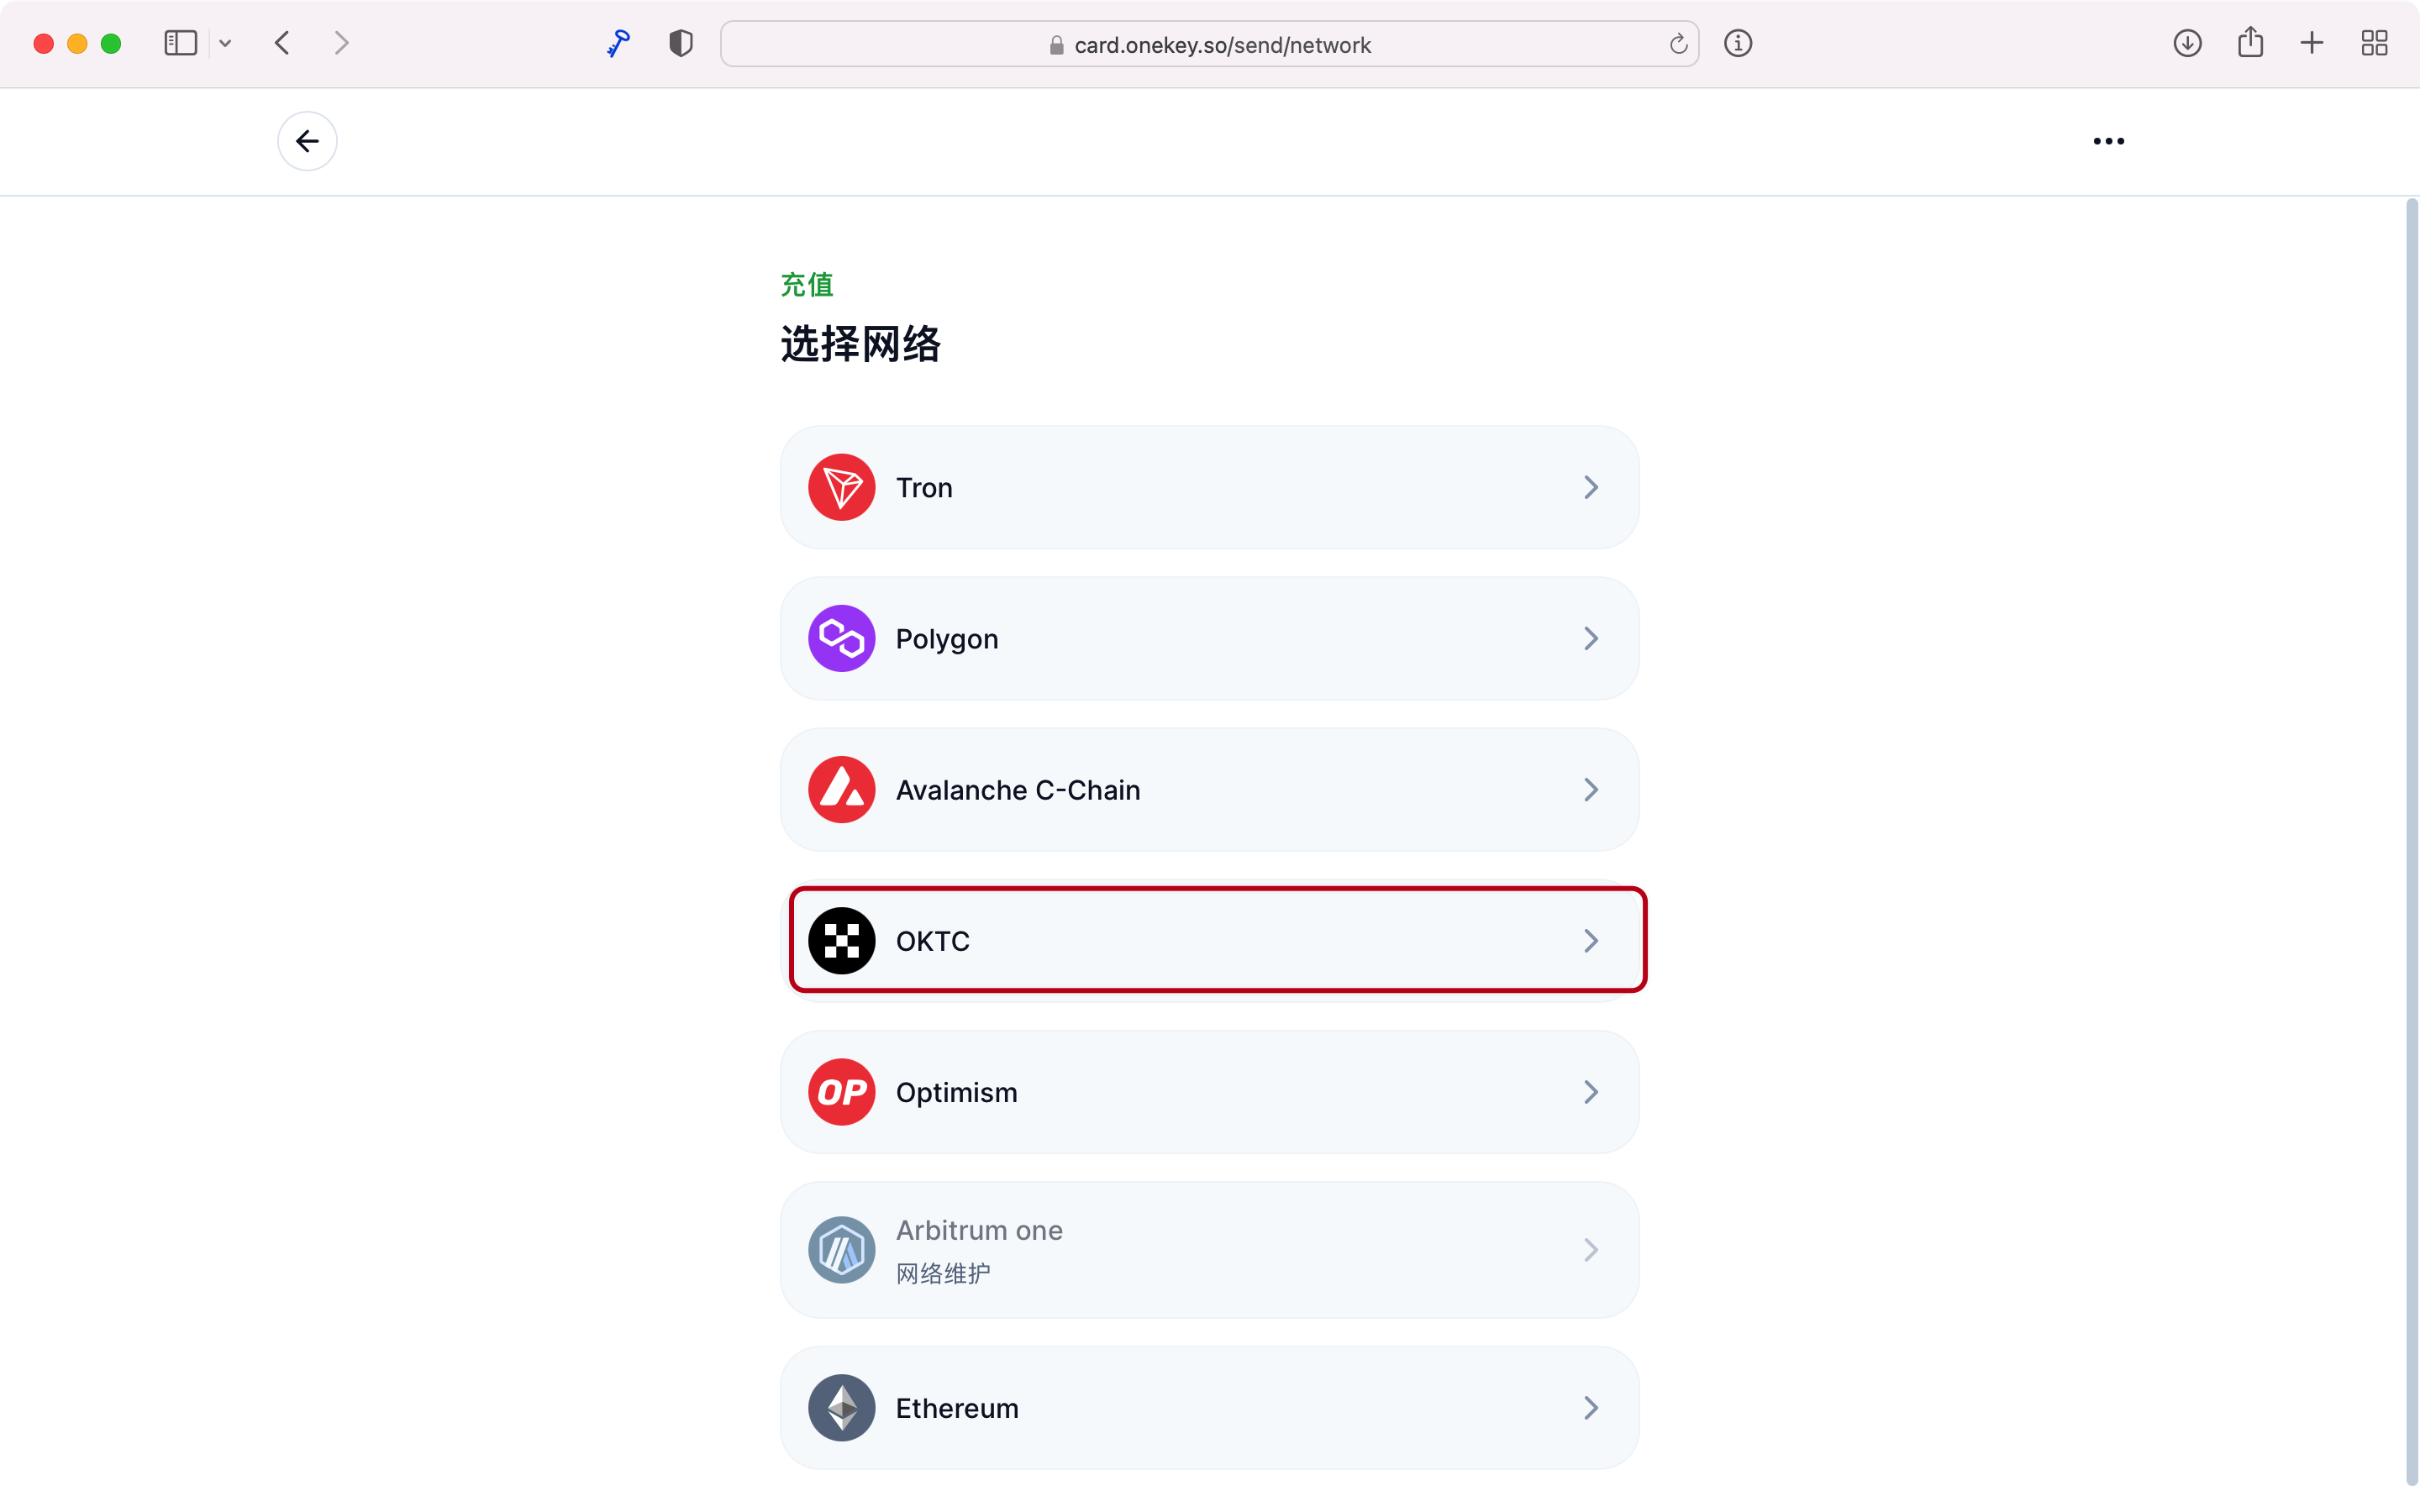 card.onekey.so/send/network
充值
选择网络
Tron
Polygon
Avalanche C-Chain
OKTC
OP
Optimism
Arbitrum one
网络维护
Ethereum